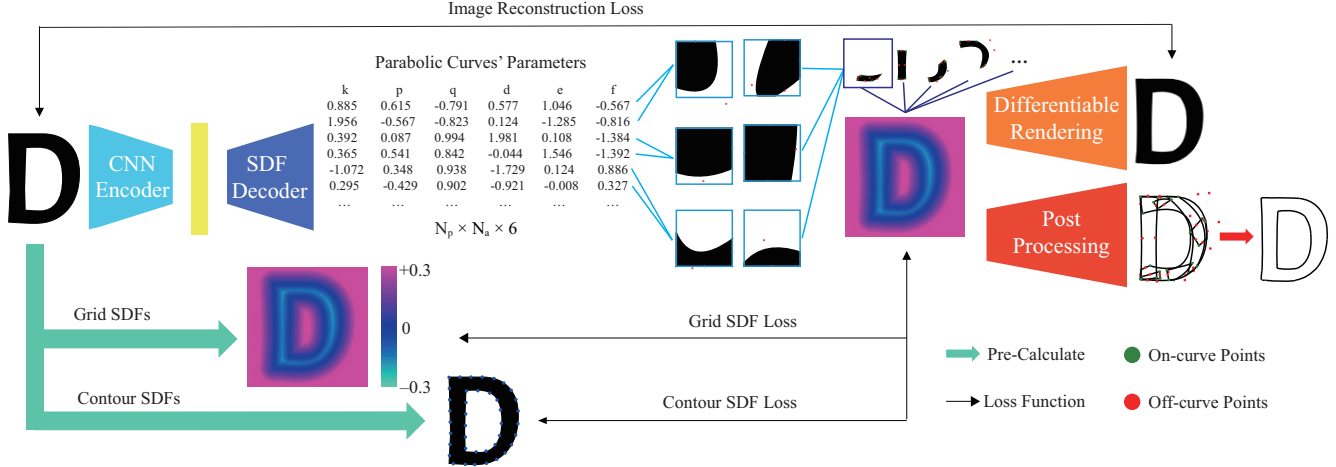 Image Reconstruction Loss
Parabolic Curves' Parameters
k p q d e f
0.885 0.615 -0.791 0.577 1.046 -0.567
1.956 -0.567 -0.823 0.124 -1.285 -0.816
0.392 0.087 0.994 1.981 0.108 -1.384
0.365 0.541 0.842 -0.044 1.546 -1.392
-1.072 0.348 0.938 -1.729 0.124 0.886
0.295 -0.429 0.902 -0.921 -0.008 0.327
... ... ... ... ... ...
Nₚ × Nₐ × 6
D
CNN
Encoder
SDF
Decoder
...
D
Differentiable
Rendering
D
Post
Processing
D
D
Grid SDFs
D
+0.3
0
−0.3
Contour SDFs
D
Grid SDF Loss
Contour SDF Loss
Pre-Calculate
On-curve Points
Loss Function
Off-curve Points